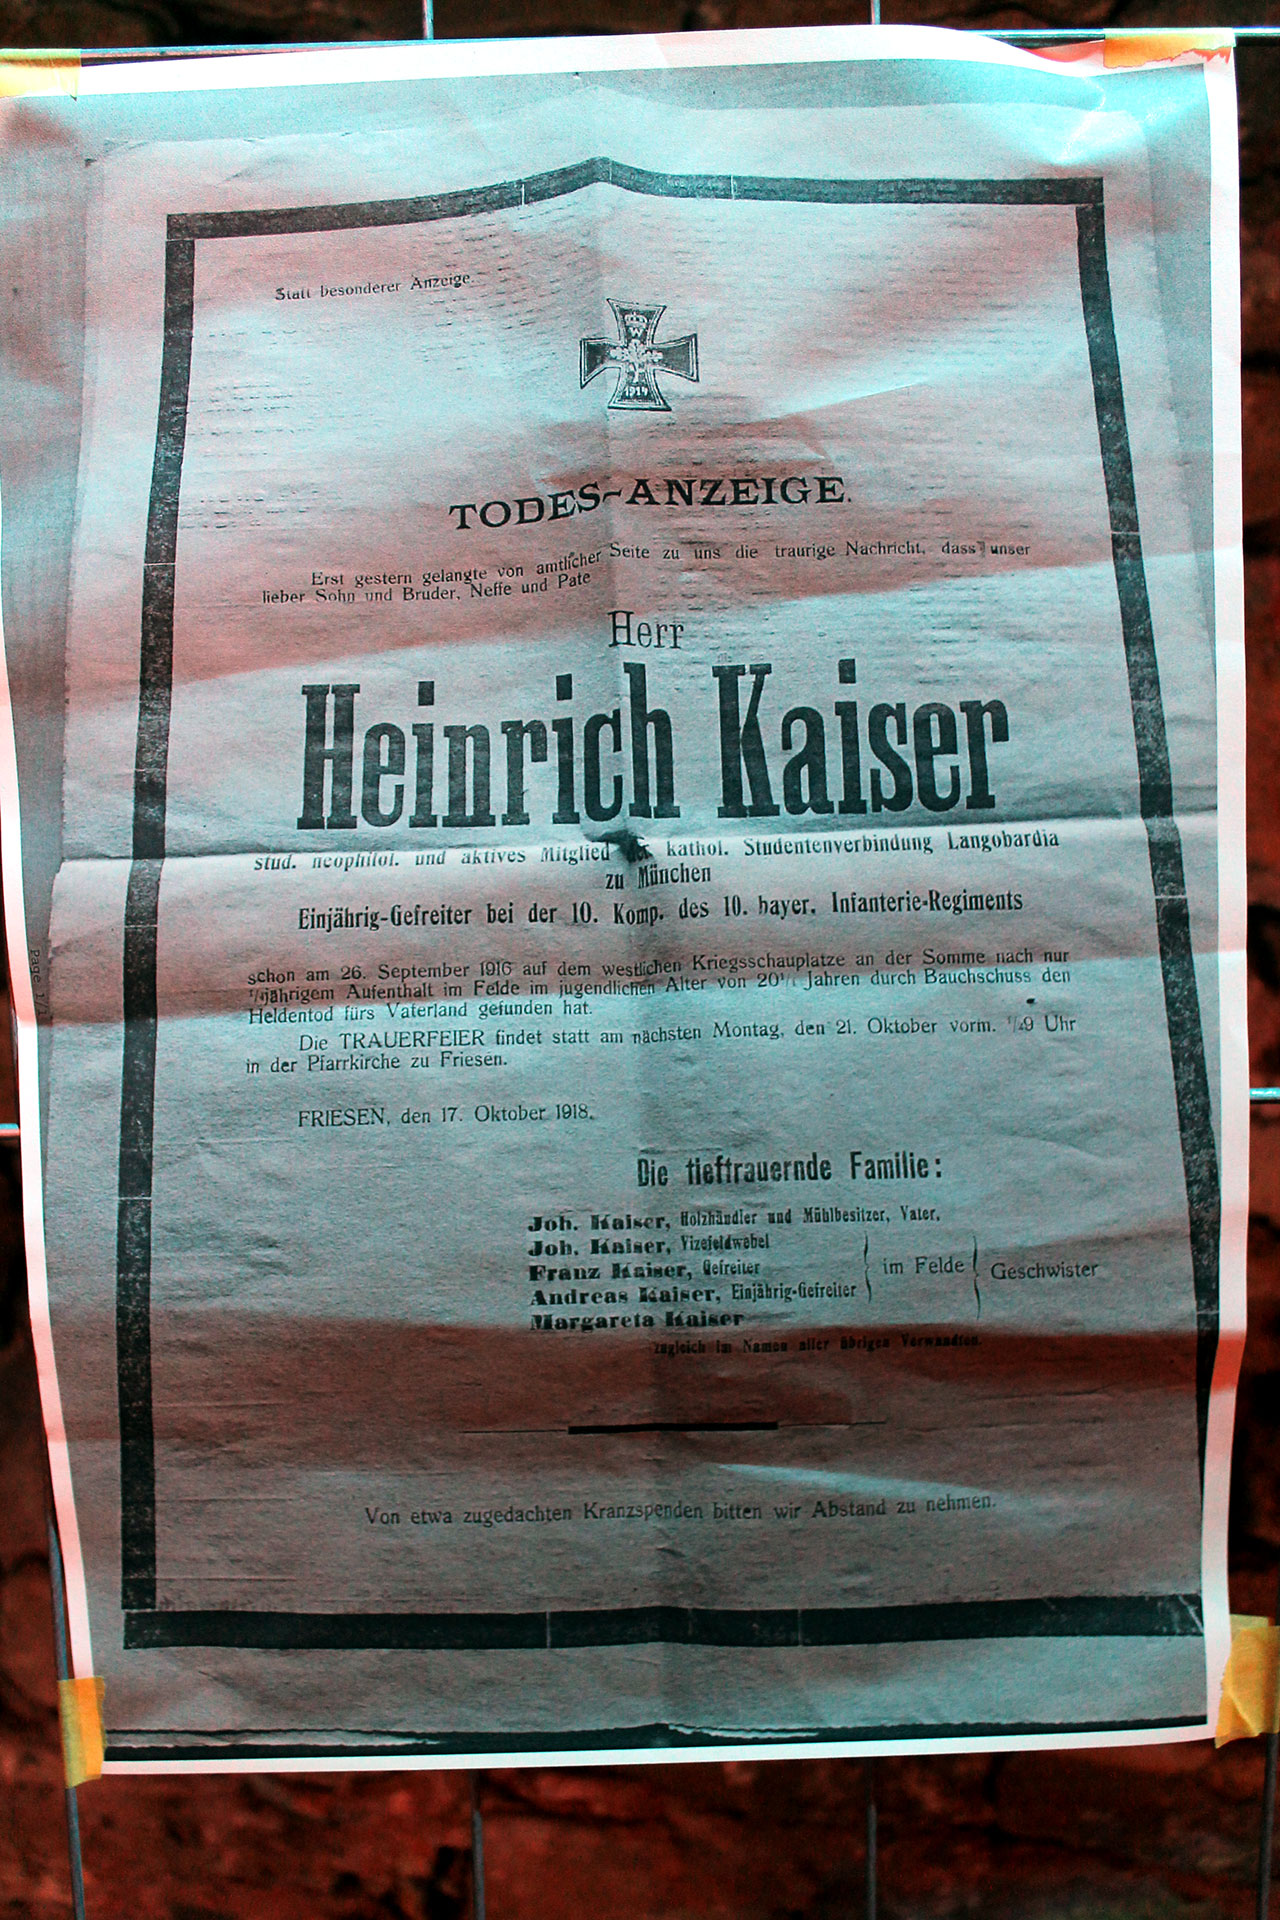 Statt besonderer Anzeige.
W
1914
TODES-ANZEIGE.
Erst gestern gelangte von amtlicher Seite zu uns die traurige Nachricht, dass unser
lieber Sohn und Bruder, Neffe und Pate
Herr
Heinrich Kaiser
stud. neophilol. und aktives Mitglied der kathol. Studentenverbindung Langobardia
zu München
Einjährig-Gefreiter bei der 10. Komp. des 10. bayer. Infanterie-Regiments
schon am 26. September 1916 auf dem westlichen Kriegsschauplatze an der Somme nach nur
jährigem Aufenthalt im Felde im jugendlichen Alter von Jahren durch Bauchschuss den
Heldentod fürs Vaterland gefunden hat.
Die TRAUERFEIER findet statt am nächsten Montag, den 21. Oktober vorm. Uhr
in der Pfarrkirche zu Friesen.
FRIESEN, den 17. Oktober 1918.
Die tieftrauernde Familie:
Joh. Kaiser, Holzhändler und Mühlbesitzer, Vater,
Joh. Kaiser, Vizefeldwebel
Franz Kaiser, Gefreiter
Andreas Kaiser, Einjährig-Gefreiter } im Felde } Geschwister
Margareta Kaiser
zugleich im Namen aller übrigen Verwandten.
Von etwa zugedachten Kranzspenden bitten wir Abstand zu nehmen.
Page